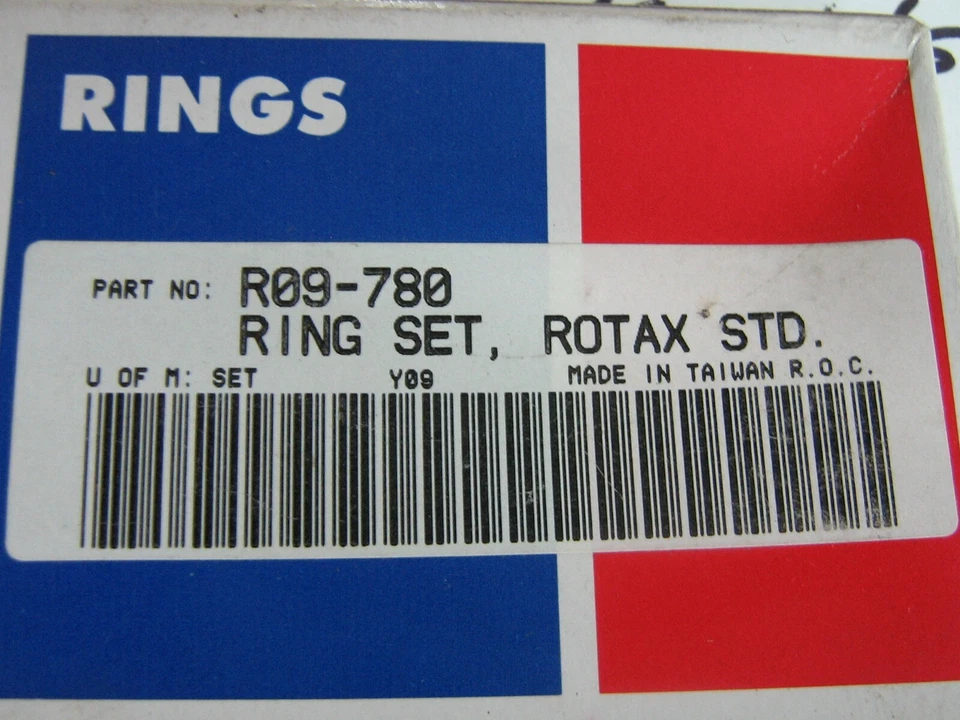 RINGS
PART NO: R09-780
RING SET, ROTAX STD.
U OF M: SET Y09 MADE IN TAIWAN R.O.C.